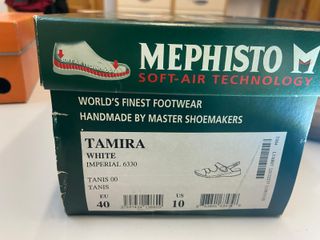 MEPHISTO M
SOFT-AIR TECHNOLOGY
WORLD'S FINEST FOOTWEAR
HANDMADE BY MASTER SHOEMAKERS
TAMIRA
WHITE
IMPERIAL 6330
TANIS 00
TANIS
EU
40
US
10